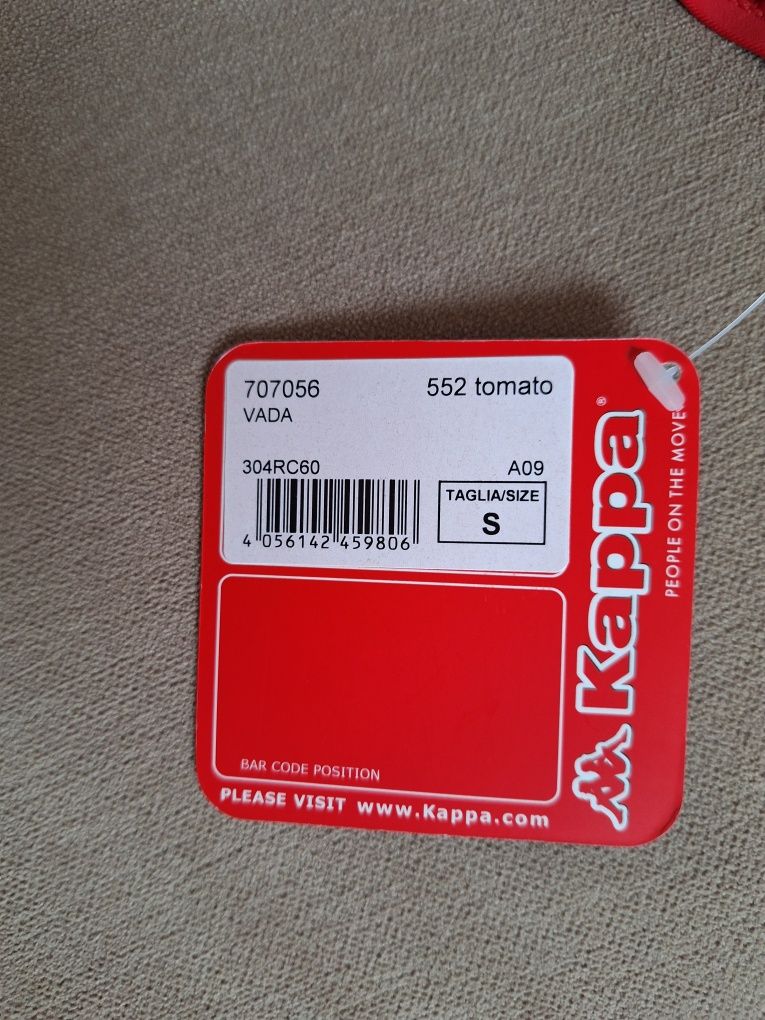 707056 552 tomato
VADA
304RC60 A09
TAGLIA/SIZE
S
4 056142 459806
BAR CODE POSITION
PLEASE VISIT www.Kappa.com
Kappa®
PEOPLE ON THE MOVE